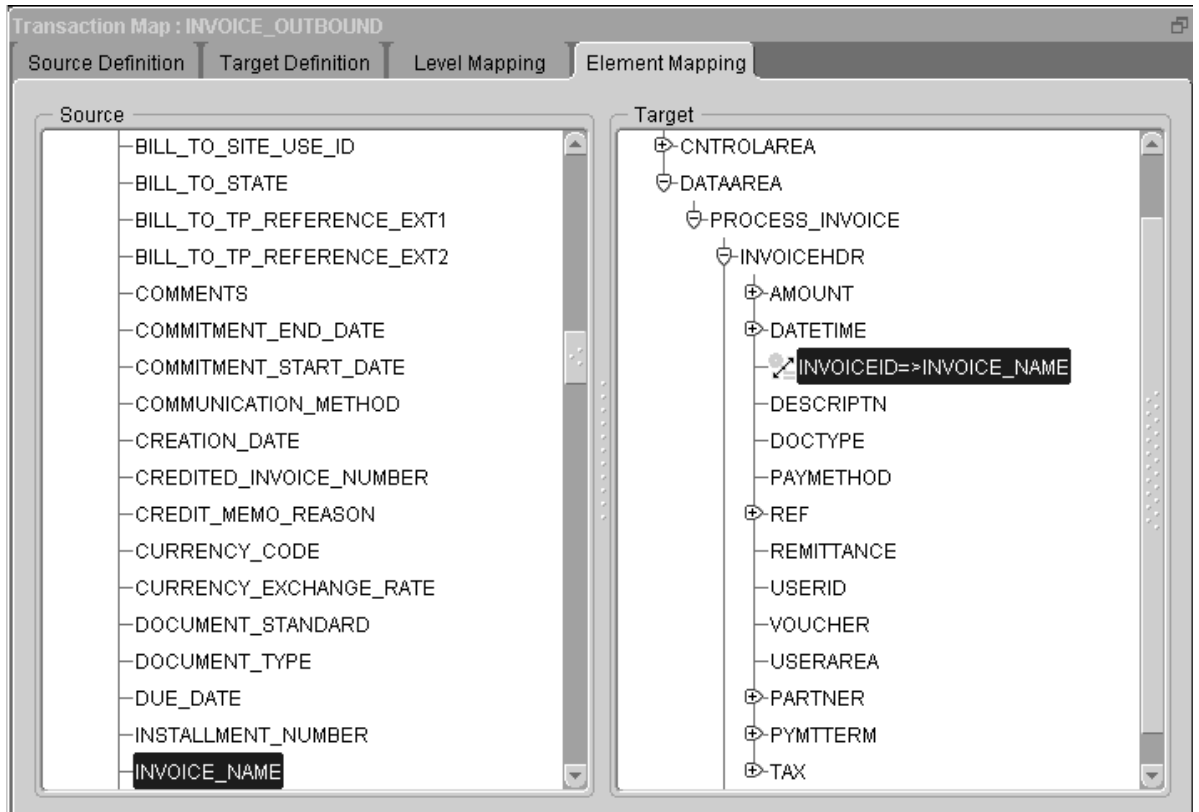 Transaction Map : INVOICE_OUTBOUND
Source Definition
Target Definition
Level Mapping
Element Mapping
Source
BILL_TO_SITE_USE_ID
BILL_TO_STATE
BILL_TO_TP_REFERENCE_EXT1
BILL_TO_TP_REFERENCE_EXT2
COMMENTS
COMMITMENT_END_DATE
COMMITMENT_START_DATE
COMMUNICATION_METHOD
CREATION_DATE
CREDITED_INVOICE_NUMBER
CREDIT_MEMO_REASON
CURRENCY_CODE
CURRENCY_EXCHANGE_RATE
DOCUMENT_STANDARD
DOCUMENT_TYPE
DUE_DATE
INSTALLMENT_NUMBER
INVOICE_NAME
Target
CNTROLAREA
DATAAREA
PROCESS_INVOICE
INVOICEHDR
AMOUNT
DATETIME
INVOICEID=>INVOICE_NAME
DESCRIPTN
DOCTYPE
PAYMETHOD
REF
REMITTANCE
USERID
VOUCHER
USERAREA
PARTNER
PYMTTERM
TAX